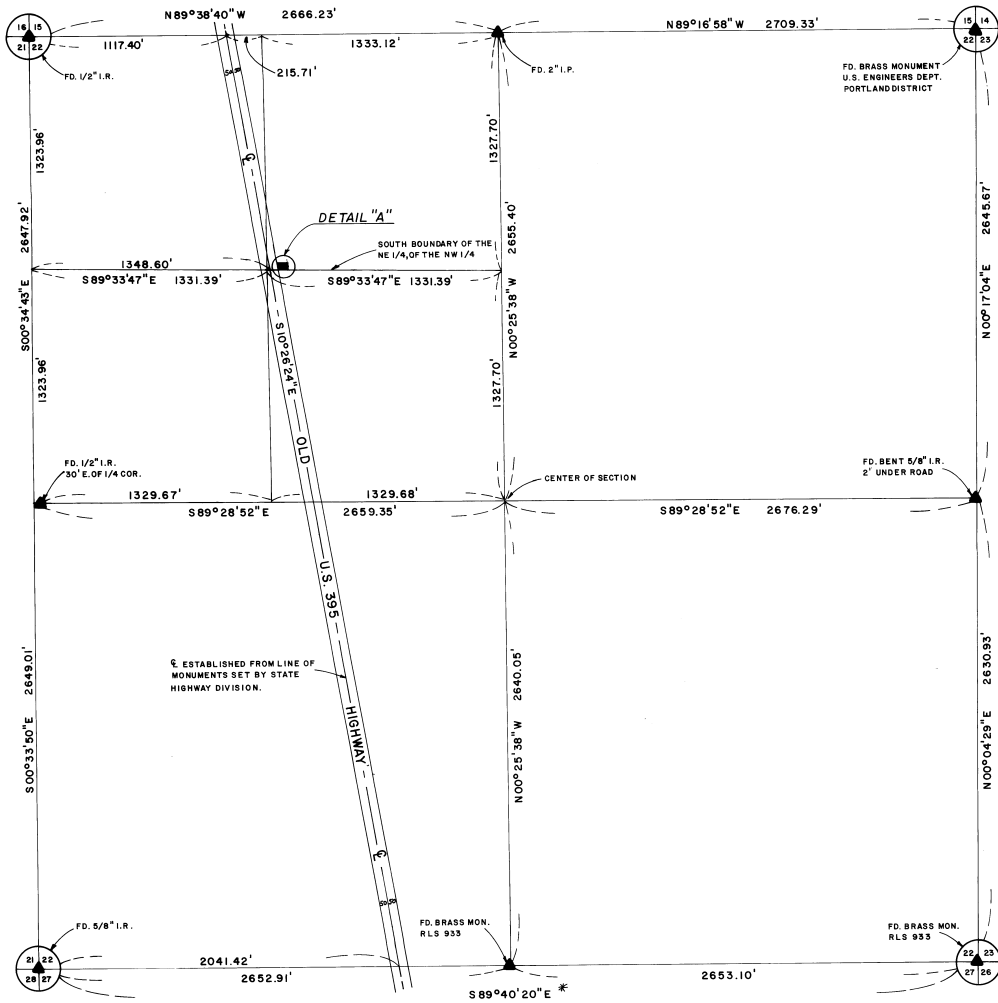 N89°38'40"W 2666.23'
N89°16'58"W 2709.33'
16 15
21 22
15 14
22 23
1117.40'
1333.12'
215.71'
FD. 1/2" I.R.
FD. 2" I.P.
FD. BRASS MONUMENT
U.S. ENGINEERS DEPT.
PORTLAND DISTRICT
50 50
℄
1323.96'
1327.70'
2647.92'
2655.40'
2645.67'
DETAIL "A"
SOUTH BOUNDARY OF THE
NE 1/4, OF THE NW 1/4
1348.60'
S89°33'47"E 1331.39'
S89°33'47"E 1331.39'
S00°34'43"E
N00°25'38"W
N00°17'04"E
S10°26'24"E
1323.96'
1327.70'
OLD
FD. 1/2" I.R.
30' E. OF 1/4 COR.
FD. BENT 5/8" I.R.
2' UNDER ROAD
CENTER OF SECTION
1329.67'
1329.68'
S89°28'52"E 2659.35'
S89°28'52"E 2676.29'
U.S. 395
℄ ESTABLISHED FROM LINE OF
MONUMENTS SET BY STATE
HIGHWAY DIVISION.
S00°33'50"E 2649.01'
N00°25'38"W 2640.05'
N00°04'29"E 2630.93'
HIGHWAY
℄
50 50
FD. 5/8" I.R.
FD. BRASS MON.
RLS 933
FD. BRASS MON.
RLS 933
21 22
28 27
22 23
27 26
2041.42'
2652.91'
2653.10'
S89°40'20"E *